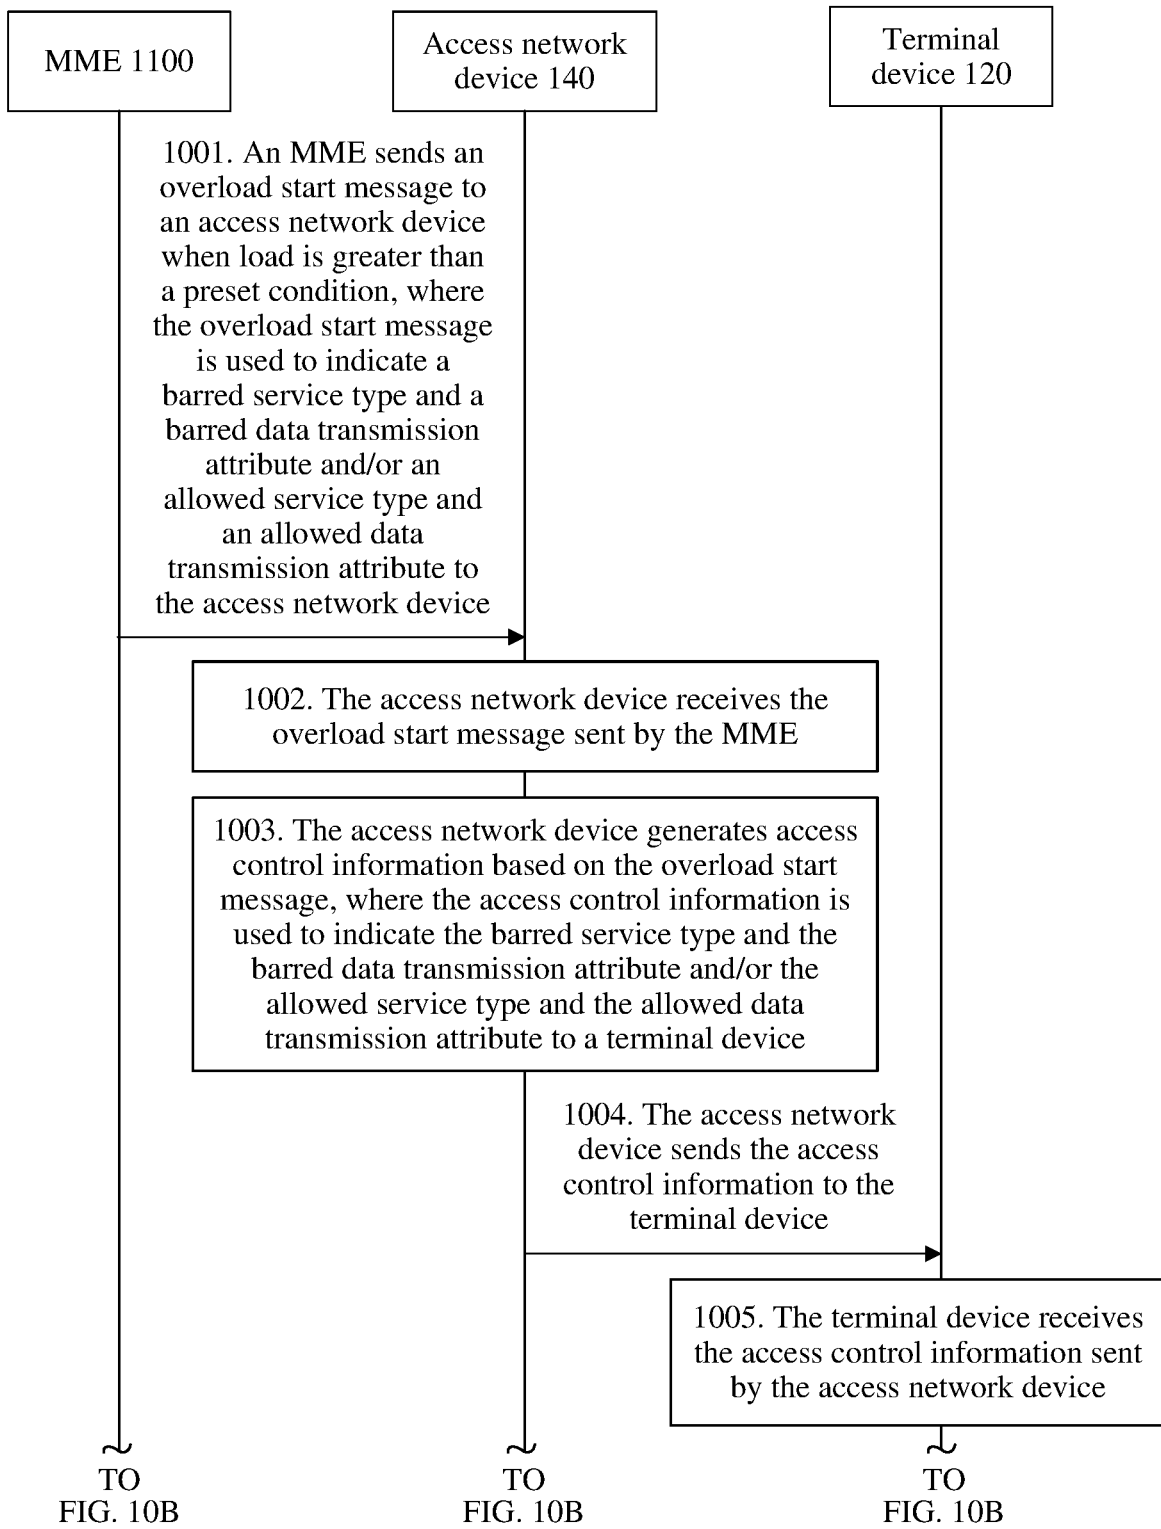 MME 1100
Access network
device 140
Terminal
device 120
1001. An MME sends an
overload start message to
an access network device
when load is greater than
a preset condition, where
the overload start message
is used to indicate a
barred service type and a
barred data transmission
attribute and/or an
allowed service type and
an allowed data
transmission attribute to
the access network device
1002. The access network device receives the
overload start message sent by the MME
1003. The access network device generates access
control information based on the overload start
message, where the access control information is
used to indicate the barred service type and the
barred data transmission attribute and/or the
allowed service type and the allowed data
transmission attribute to a terminal device
1004. The access network
device sends the access
control information to the
terminal device
1005. The terminal device receives
the access control information sent
by the access network device
TO
FIG. 10B
TO
FIG. 10B
TO
FIG. 10B